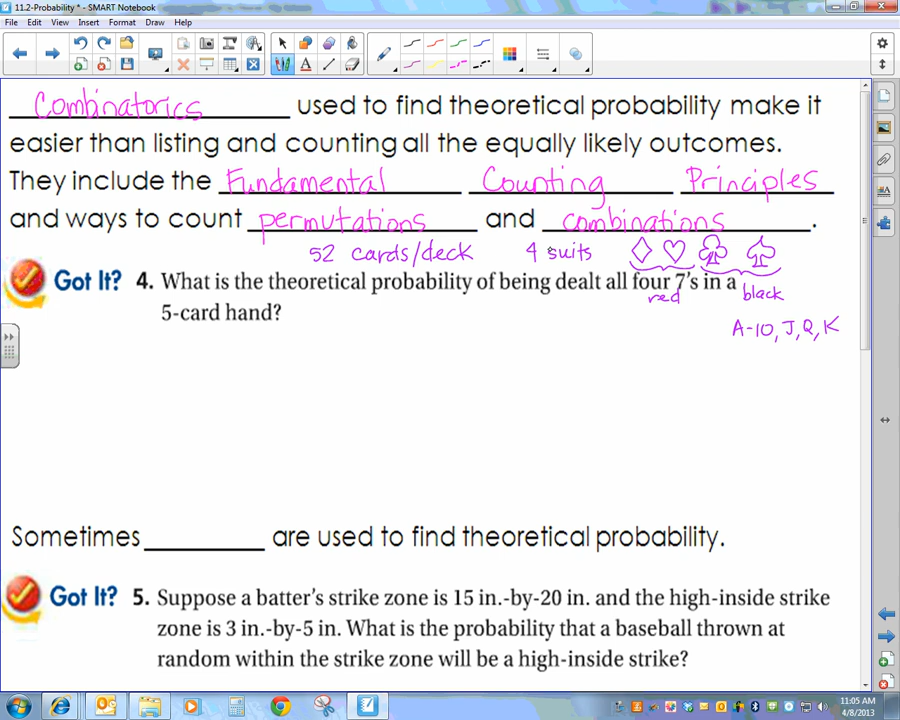 11.2-Probability * - SMART Notebook
File Edit View Insert Format Draw Help
Combinatorics used to find theoretical probability make it
easier than listing and counting all the equally likely outcomes.
They include the Fundamental Counting Principles
and ways to count permutations and combinations.
52 cards/deck 4 suits
Got It? 4. What is the theoretical probability of being dealt all four 7's in a
red black
5-card hand?
A-10, J, Q, K
Sometimes are used to find theoretical probability.
Got It? 5. Suppose a batter's strike zone is 15 in.-by-20 in. and the high-inside strike
zone is 3 in.-by-5 in. What is the probability that a baseball thrown at
random within the strike zone will be a high-inside strike?
11:05 AM
4/8/2013